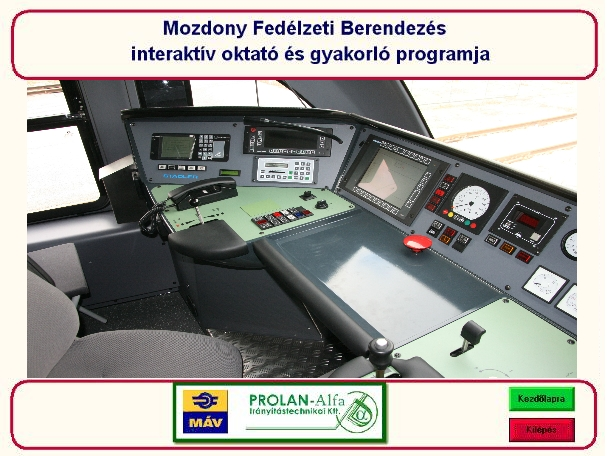 Mozdony Fedélzeti Berendezés
interaktív oktató és gyakorló programja
MÁV
PROLAN-Alfa
Irányítástechnikai Kft.
Kezdőlapra
Kilépés